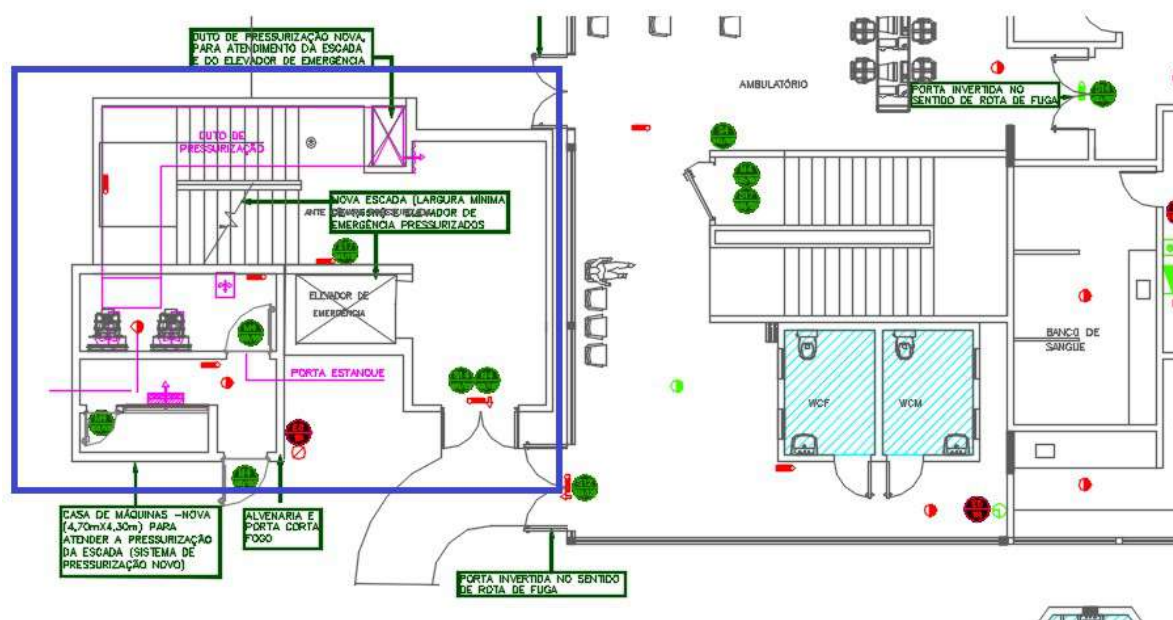 DUTO DE PRESSURIZAÇÃO NOVA,
PARA ATENDIMENTO DA ESCADA
E DO ELEVADOR DE EMERGÊNCIA
AMBULATÓRIO
PORTA INVERTIDA NO
SENTIDO DE ROTA DE FUGA
DUTO DE
PRESSURIZAÇÃO
NOVA ESCADA (LARGURA MÍNIMA
ELEVADOR DE
EMERGÊNCIA PRESSURIZADOS
ELEVADOR DE
EMERGÊNCIA
PORTA ESTANQUE
BANCO DE
SANGUE
WCF
WCM
CASA DE MÁQUINAS -NOVA
(4,70mX4,30m) PARA
ATENDER A PRESSURIZAÇÃO
DA ESCADA (SISTEMA DE
PRESSURIZAÇÃO NOVO)
ALVENARIA E
PORTA CORTA
FOGO
PORTA INVERTIDA NO SENTIDO
DE ROTA DE FUGA